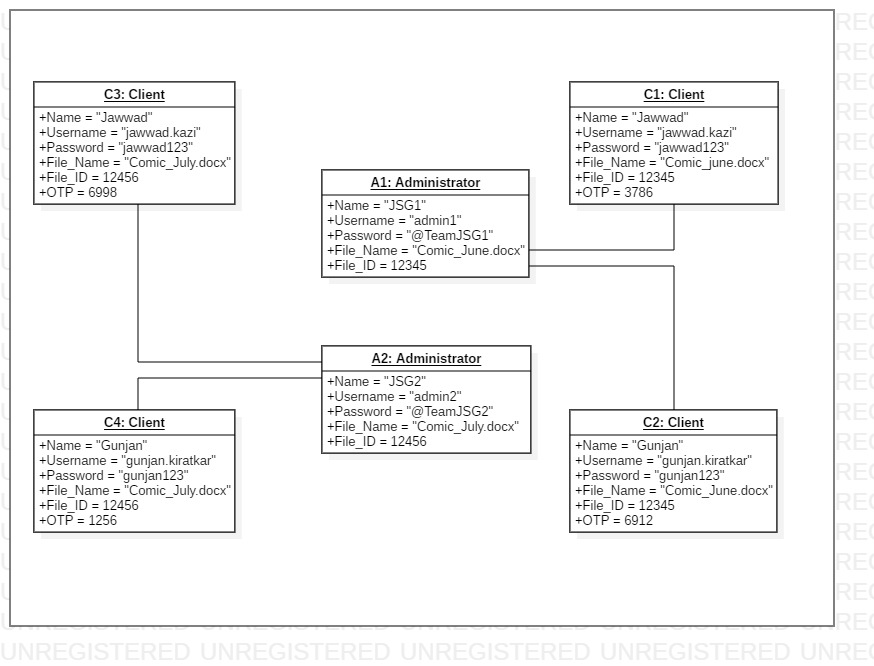 C3: Client
+Name = "Jawwad"
+Username = "jawwad.kazi"
+Password = "jawwad123"
+File_Name = "Comic_July.docx"
+File_ID = 12456
+OTP = 6998
C1: Client
+Name = "Jawwad"
+Username = "jawwad.kazi"
+Password = "jawwad123"
+File_Name = "Comic_june.docx"
+File_ID = 12345
+OTP = 3786
A1: Administrator
+Name = "JSG1"
+Username = "admin1"
+Password = "@TeamJSG1"
+File_Name = "Comic_June.docx"
+File_ID = 12345
A2: Administrator
+Name = "JSG2"
+Username = "admin2"
+Password = "@TeamJSG2"
+File_Name = "Comic_July.docx"
+File_ID = 12456
C4: Client
+Name = "Gunjan"
+Username = "gunjan.kiratkar"
+Password = "gunjan123"
+File_Name = "Comic_July.docx"
+File_ID = 12456
+OTP = 1256
C2: Client
+Name = "Gunjan"
+Username = "gunjan.kiratkar"
+Password = "gunjan123"
+File_Name = "Comic_June.docx"
+File_ID = 12345
+OTP = 6912
UNREGISTERED UNREGISTERED UNREGISTERED UNREGISTERED